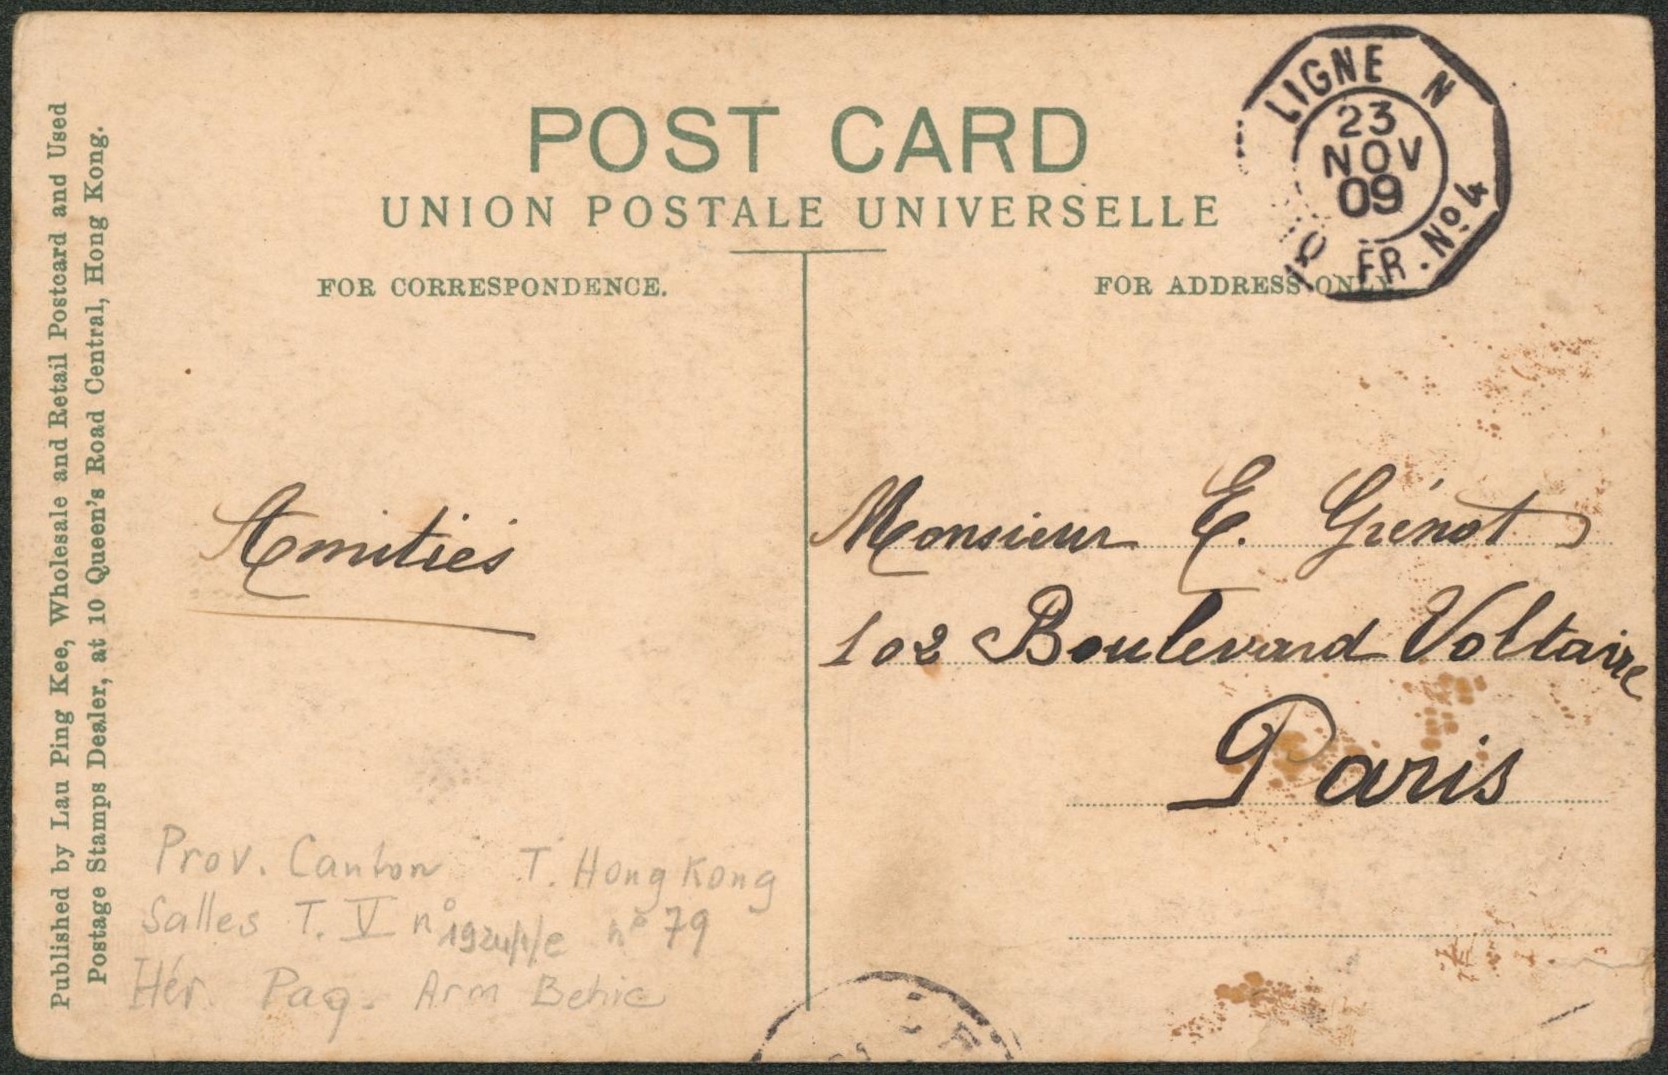 POST CARD
UNION POSTALE UNIVERSELLE
FOR CORRESPONDENCE.
FOR ADDRESS ONLY.
LIGNE N
23
NOV
09
FR. No 4
Published by Lau Ping Kee, Wholesale and Retail Postcard and Used
Postage Stamps Dealer, at 10 Queen's Road Central, Hong Kong.
Amitiés
Monsieur E. Grénot
102 Boulevard Voltaire
Paris
Prov. Canton T. Hong Kong
Salles T. V n° n° 79
Hér. Paq. Arm Behic